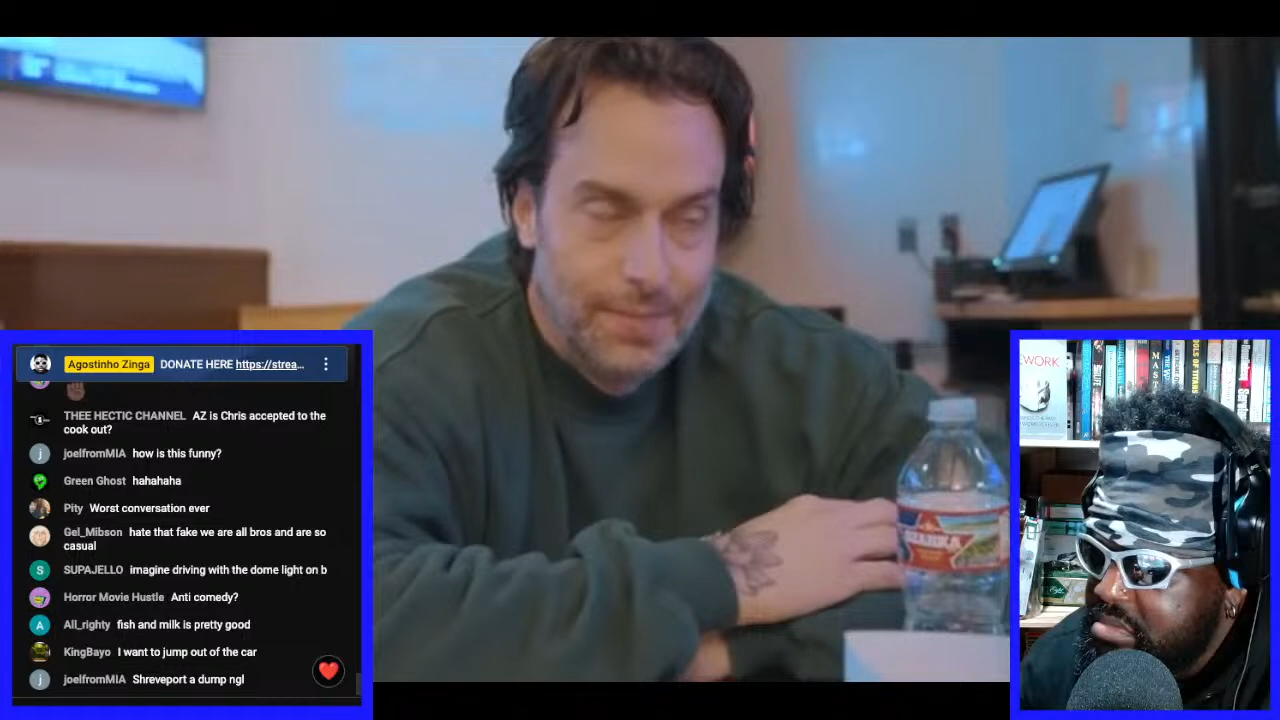 Agostinho Zinga DONATE HERE https://strea...
THEE HECTIC CHANNEL AZ is Chris accepted to the
cook out?
joelfromMIA how is this funny?
Green Ghost hahahaha
Pity Worst conversation ever
Gel_Mibson hate that fake we are all bros and are so
casual
SUPAJELLO imagine driving with the dome light on b
Horror Movie Hustle Anti comedy?
All_righty fish and milk is pretty good
KingBayo I want to jump out of the car
joelfromMIA Shreveport a dump ngl
WORK